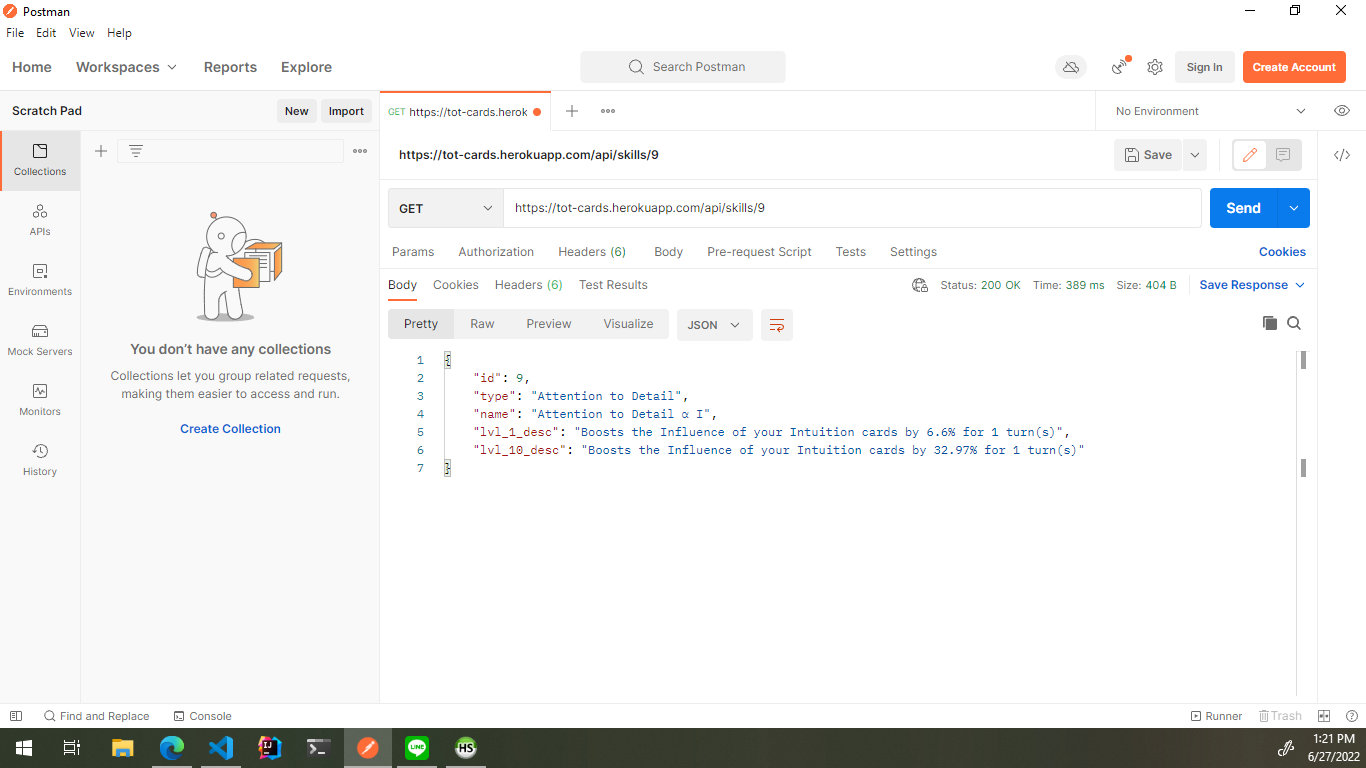 Postman
File Edit View Help
Home Workspaces Reports Explore Search Postman Sign In Create Account
Scratch Pad New Import GET https://tot-cards.herok No Environment
https://tot-cards.herokuapp.com/api/skills/9 Save
Collections
GET https://tot-cards.herokuapp.com/api/skills/9 Send
APIs
Params Authorization Headers (6) Body Pre-request Script Tests Settings Cookies
Environments
Body Cookies Headers (6) Test Results Status: 200 OK Time: 389 ms Size: 404 B Save Response
Pretty Raw Preview Visualize JSON
Mock Servers
You don't have any collections
Collections let you group related requests,
making them easier to access and run.
Create Collection
Monitors
History
1 {
2 "id": 9,
3 "type": "Attention to Detail",
4 "name": "Attention to Detail α I",
5 "lvl_1_desc": "Boosts the Influence of your Intuition cards by 6.6% for 1 turn(s)",
6 "lvl_10_desc": "Boosts the Influence of your Intuition cards by 32.97% for 1 turn(s)"
7 }
Find and Replace Console Runner Trash
LINE HS
1:21 PM
6/27/2022